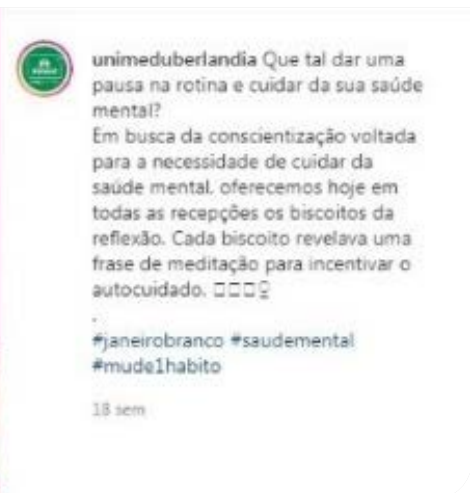 unimeduberlandia Que tal dar uma
pausa na rotina e cuidar da sua saúde
mental?
Em busca da conscientização voltada
para a necessidade de cuidar da
saúde mental, oferecemos hoje em
todas as recepções os biscoitos da
reflexão. Cada biscoito revelava uma
frase de meditação para incentivar o
autocuidado. □□□♀
.
#janeirobranco #saudemental
#mude1habito
18 sem